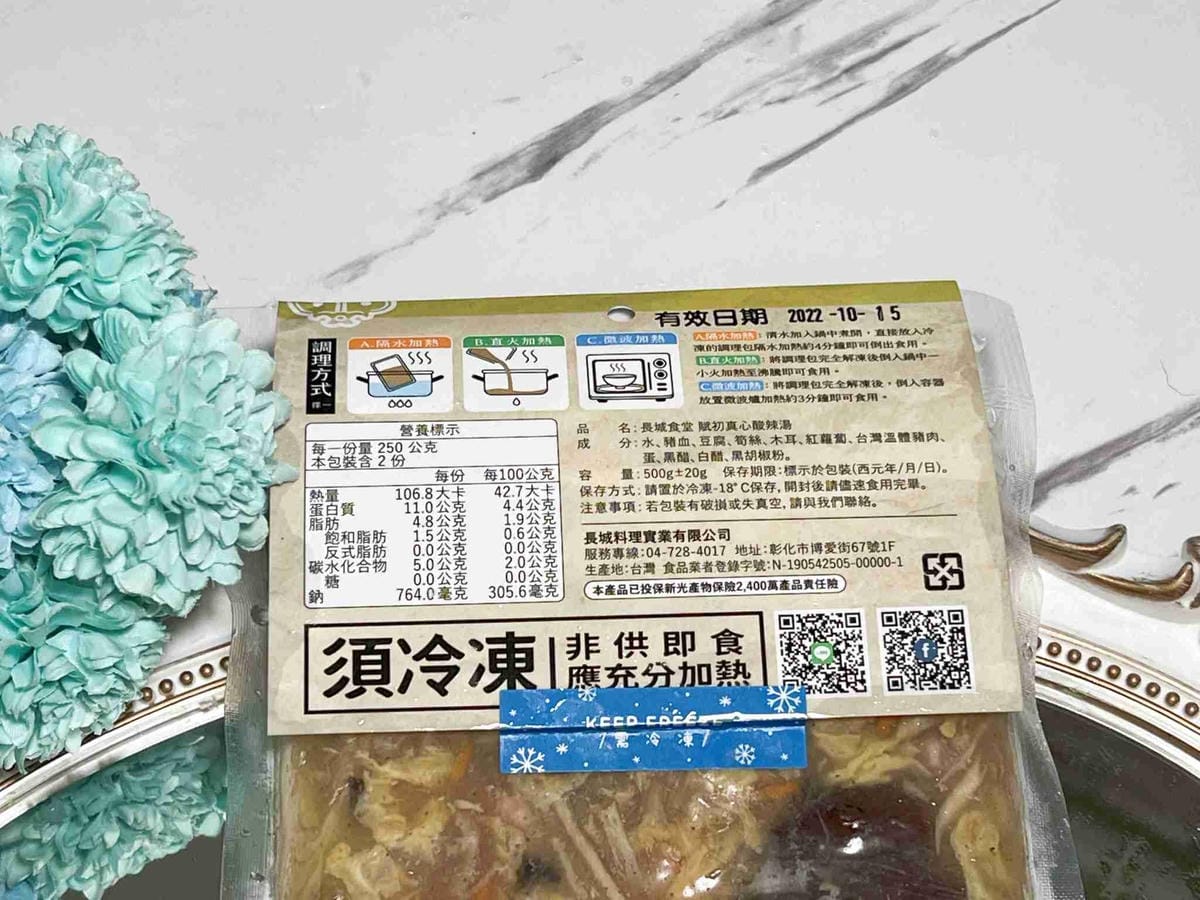 有效日期 2022-10-15
調理方式
擇一
A.隔水加熱
B.直火加熱
C.微波加熱
A.隔水加熱：清水加入鍋中煮開，直接放入冷
凍的調理包隔水加熱約4分鐘即可倒出食用。
B.直火加熱：將調理包完全解凍後倒入鍋中一
小火加熱至沸騰即可食用。
C.微波加熱：將調理包完全解凍後，倒入容器
放置微波爐加熱約3分鐘即可食用。
營養標示
每一份量 250 公克
本包裝含 2 份
每份 每100公克
熱量 106.8大卡 42.7大卡
蛋白質 11.0公克 4.4公克
脂肪 4.8公克 1.9公克
飽和脂肪 1.5公克 0.6公克
反式脂肪 0.0公克 0.0公克
碳水化合物 5.0公克 2.0公克
糖 0.0公克 0.0公克
鈉 764.0毫克 305.6毫克
品 名：長城食堂 賦初真心酸辣湯
成 分：水、豬血、豆腐、筍絲、木耳、紅蘿蔔、台灣溫體豬肉、
蛋、黑醋、白醋、黑胡椒粉。
容 量：500g±20g 保存期限：標示於包裝(西元年/月/日)。
保存方式：請置於冷凍-18°C保存，開封後請儘速食用完畢。
注意事項：若包裝有破損或失真空，請與我們聯絡。
長城料理實業有限公司
服務專線：04-728-4017 地址：彰化市博愛街67號1F
生產地：台灣 食品業者登錄字號：N-190542505-00000-1
本產品已投保新光產物保險2,400萬產品責任險
須冷凍
非供即食
應充分加熱
KEEP FREEZE
需冷凍